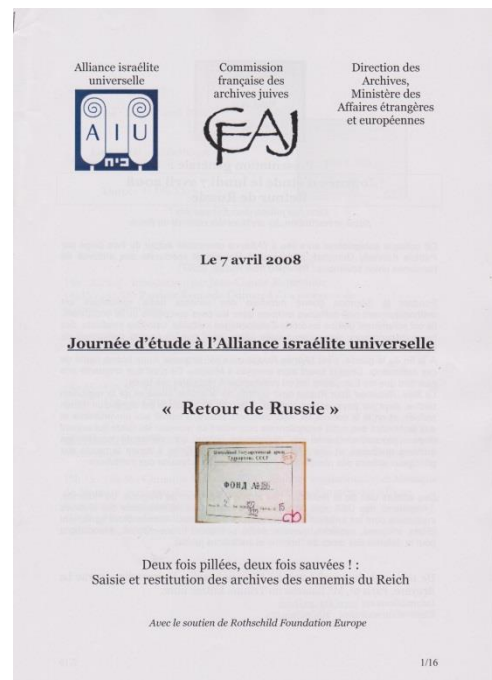 Alliance israélite
universelle
Commission
française des
archives juives
Direction des
Archives,
Ministère des
Affaires étrangères
et européennes
A I U
כי״ח
CFAJ
Le 7 avril 2008
Journée d’étude à l’Alliance israélite universelle
« Retour de Russie »
ФОНД №
Deux fois pillées, deux fois sauvées ! :
Saisie et restitution des archives des ennemis du Reich
Avec le soutien de Rothschild Foundation Europe
1/16